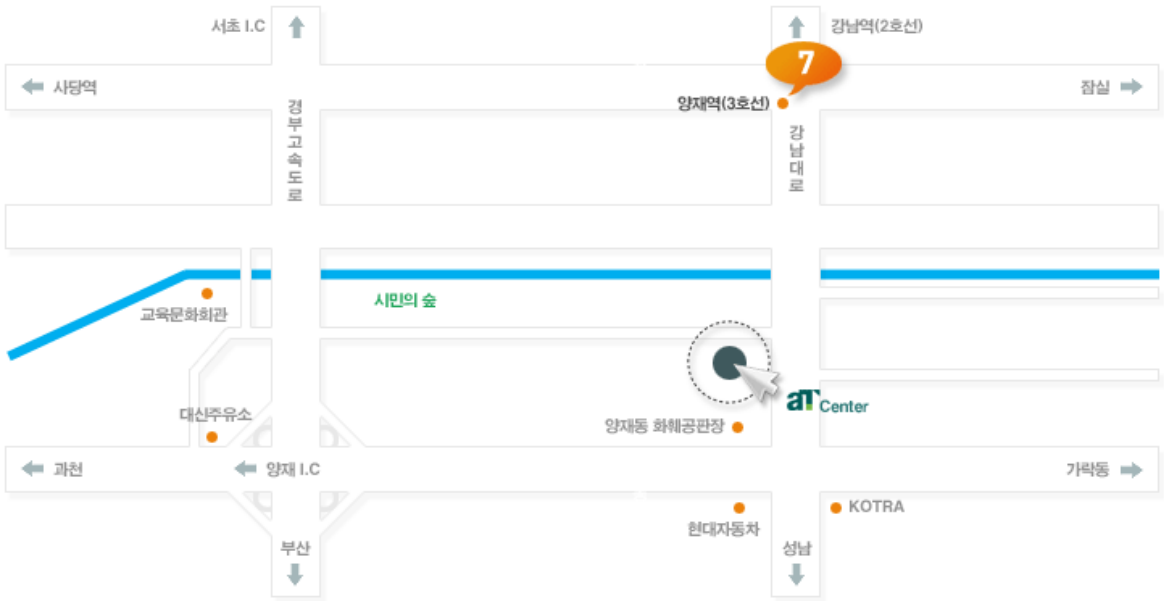 서초 I.C
강남역(2호선)
7
사당역
잠실
양재역(3호선)
경부고속도로
강남대로
시민의 숲
교육문화회관
aT Center
대신주유소
양재동 화훼공판장
과천
양재 I.C
가락동
현대자동차
KOTRA
부산
성남